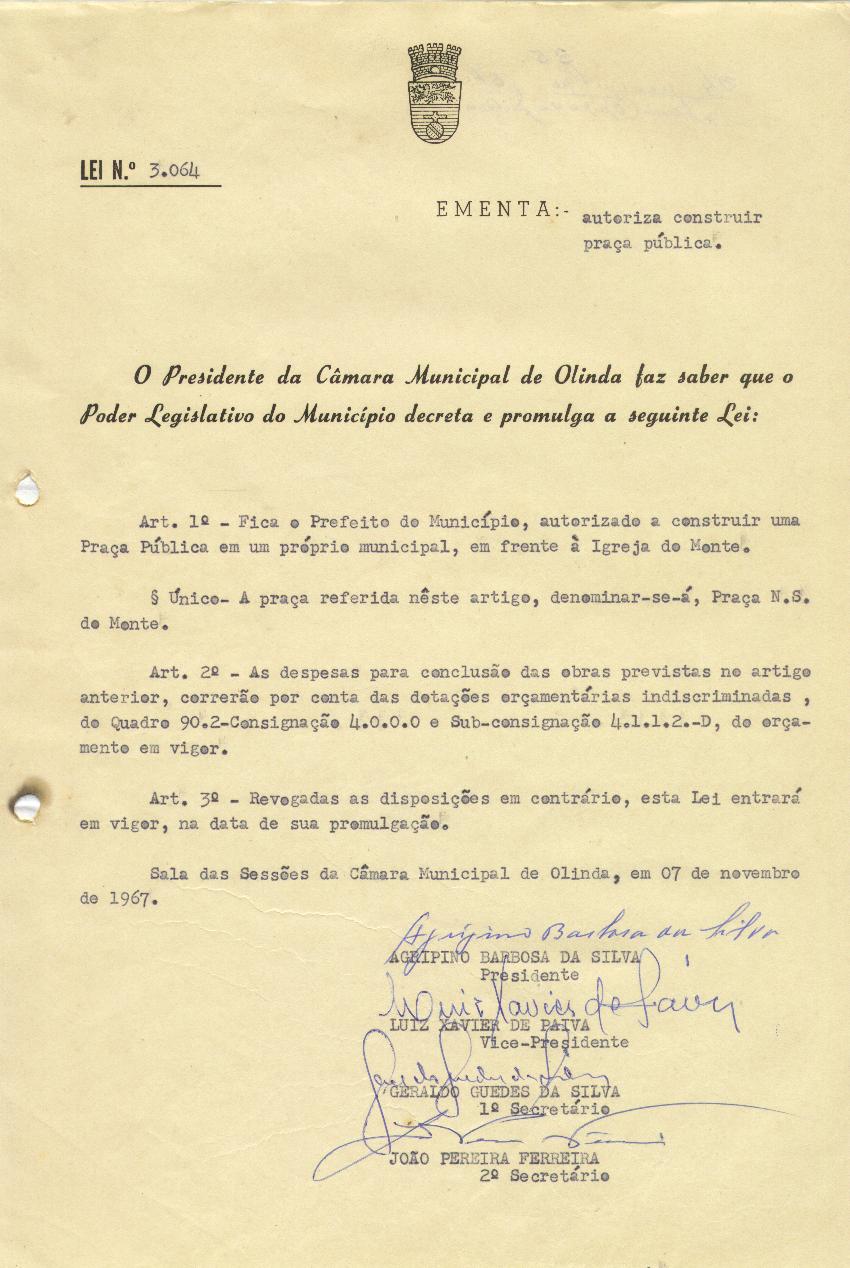 LEI N.º 3.064
EMENTA:- autoriza construir
praça pública.
O Presidente da Câmara Municipal de Olinda faz saber que o
Poder Legislativo do Município decreta e promulga a seguinte Lei:
Art. 1º - Fica o Prefeito do Município, autorizado a construir uma
Praça Pública em um próprio municipal, em frente à Igreja do Monte.
§ Único- A praça referida nêste artigo, denominar-se-á, Praça N.S.
do Monte.
Art. 2º - As despesas para conclusão das obras previstas no artigo
anterior, correrão por conta das dotações orçamentárias indiscriminadas ,
do Quadro 90.2-Consignação 4.0.0.0 e Sub-consignação 4.1.1.2.-D, do orça-
mento em vigor.
Art. 3º - Revogadas as disposições em contrário, esta Lei entrará
em vigor, na data de sua promulgação.
Sala das Sessões da Câmara Municipal de Olinda, em 07 de novembro
de 1967.
Agripino Barbosa da Silva
AGRIPINO BARBOSA DA SILVA
Presidente
Luiz Xavier de Paiva
LUIZ XAVIER DE PAIVA
Vice-Presidente
GERALDO GUEDES DA SILVA
1º Secretário
JOÃO PEREIRA FERREIRA
2º Secretário